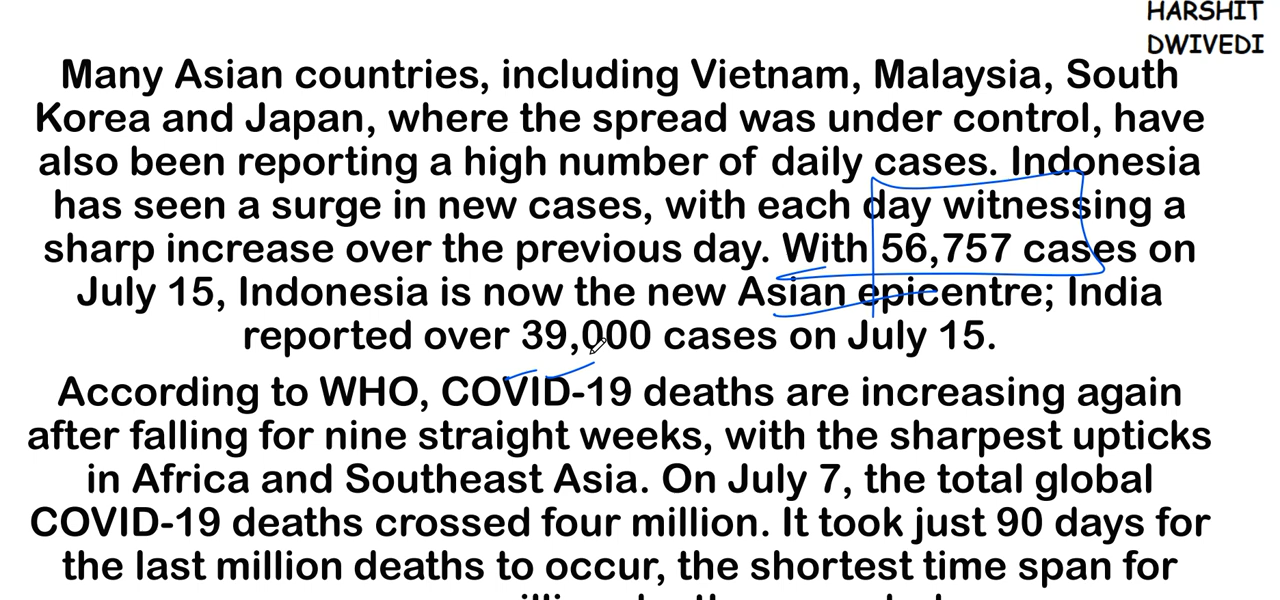 HARSHIT
DWIVEDI
Many Asian countries, including Vietnam, Malaysia, South
Korea and Japan, where the spread was under control, have
also been reporting a high number of daily cases. Indonesia
has seen a surge in new cases, with each day witnessing a
sharp increase over the previous day. With 56,757 cases on
July 15, Indonesia is now the new Asian epicentre; India
reported over 39,000 cases on July 15.
According to WHO, COVID-19 deaths are increasing again
after falling for nine straight weeks, with the sharpest upticks
in Africa and Southeast Asia. On July 7, the total global
COVID-19 deaths crossed four million. It took just 90 days for
the last million deaths to occur, the shortest time span for